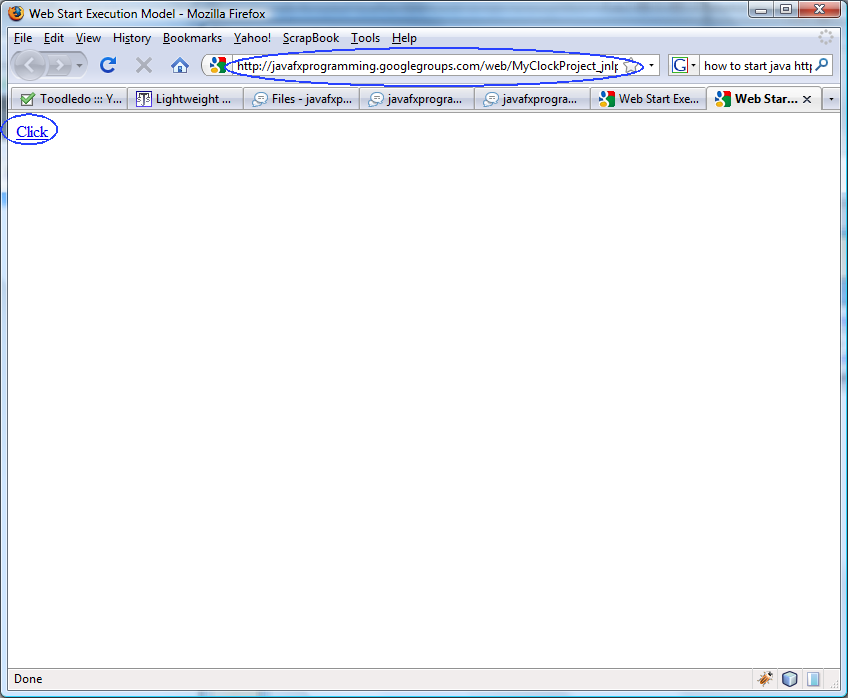 Web Start Execution Model - Mozilla Firefox
File Edit View History Bookmarks Yahoo! ScrapBook Tools Help
http://javafxprogramming.googlegroups.com/web/MyClockProject_jnlp G how to start java http
Toodledo ::: Y... Lightweight ... Files - javafxp... javafxprogra... javafxprogra... Web Start Exe... Web Star...
Click
Done